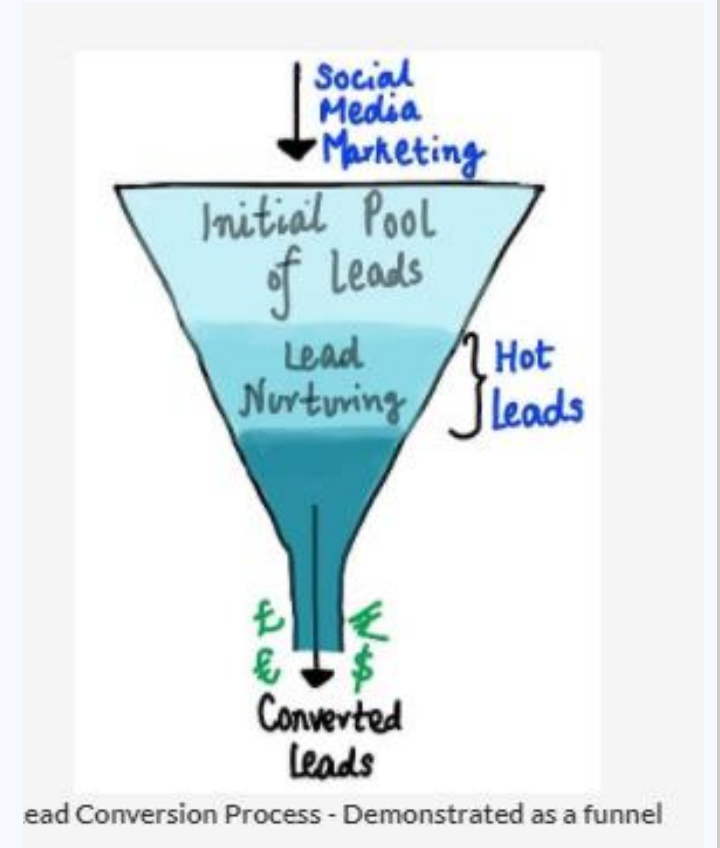 Social
Media
Marketing
Initial Pool
of Leads
Lead
Nurturing
Hot
Leads
£ €
£ $
Converted
Leads
ead Conversion Process - Demonstrated as a funnel